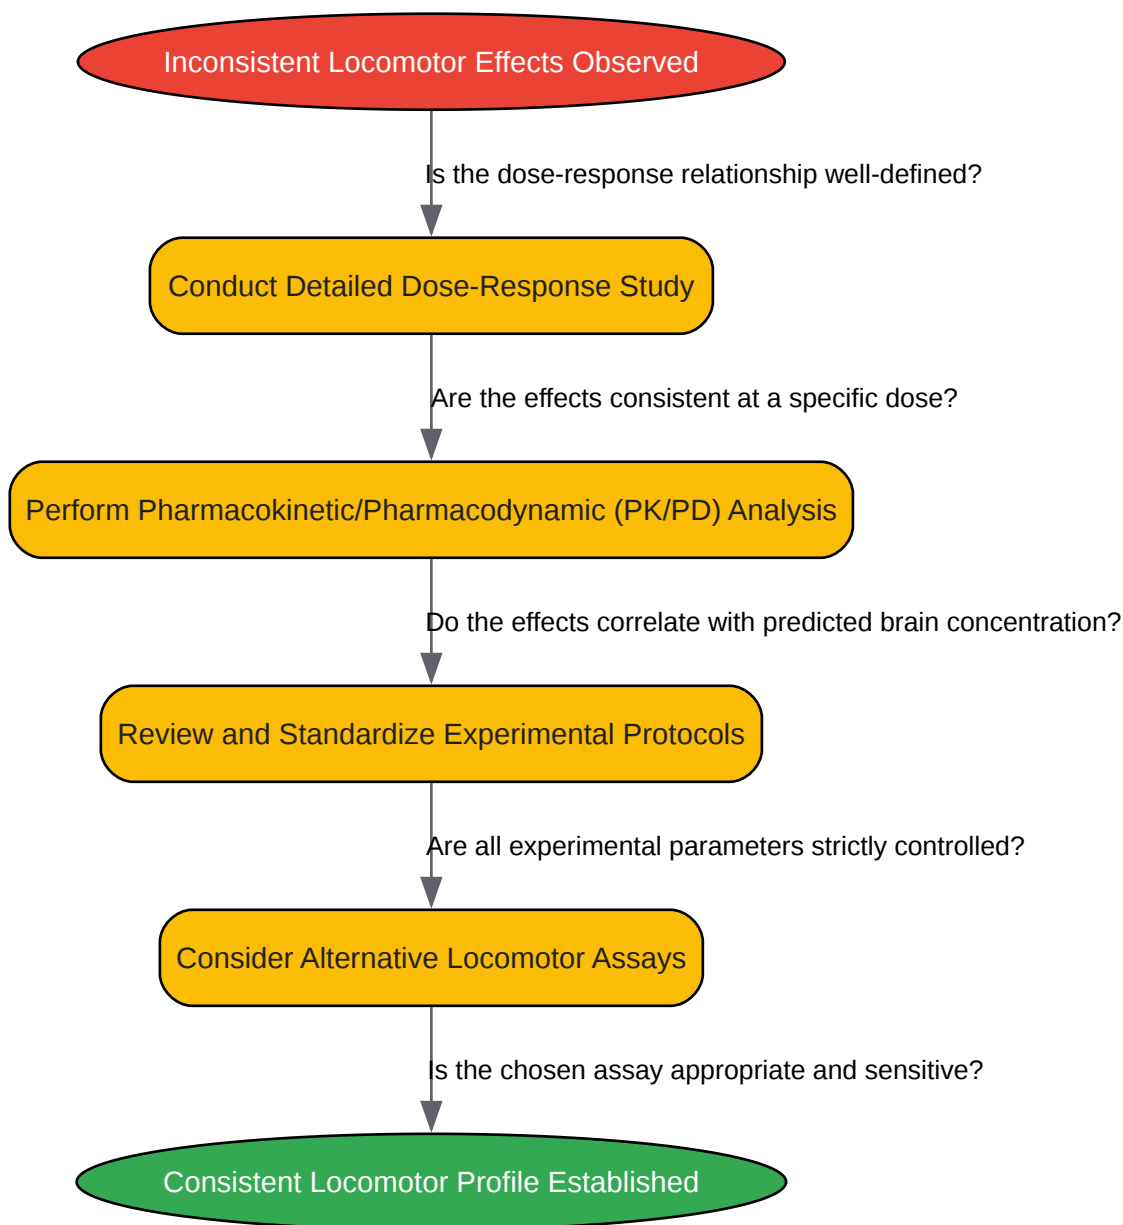 Inconsistent Locomotor Effects Observed
Is the dose-response relationship well-defined?
Conduct Detailed Dose-Response Study
Are the effects consistent at a specific dose?
Perform Pharmacokinetic/Pharmacodynamic (PK/PD) Analysis
Do the effects correlate with predicted brain concentration?
Review and Standardize Experimental Protocols
Are all experimental parameters strictly controlled?
Consider Alternative Locomotor Assays
Is the chosen assay appropriate and sensitive?
Consistent Locomotor Profile Established